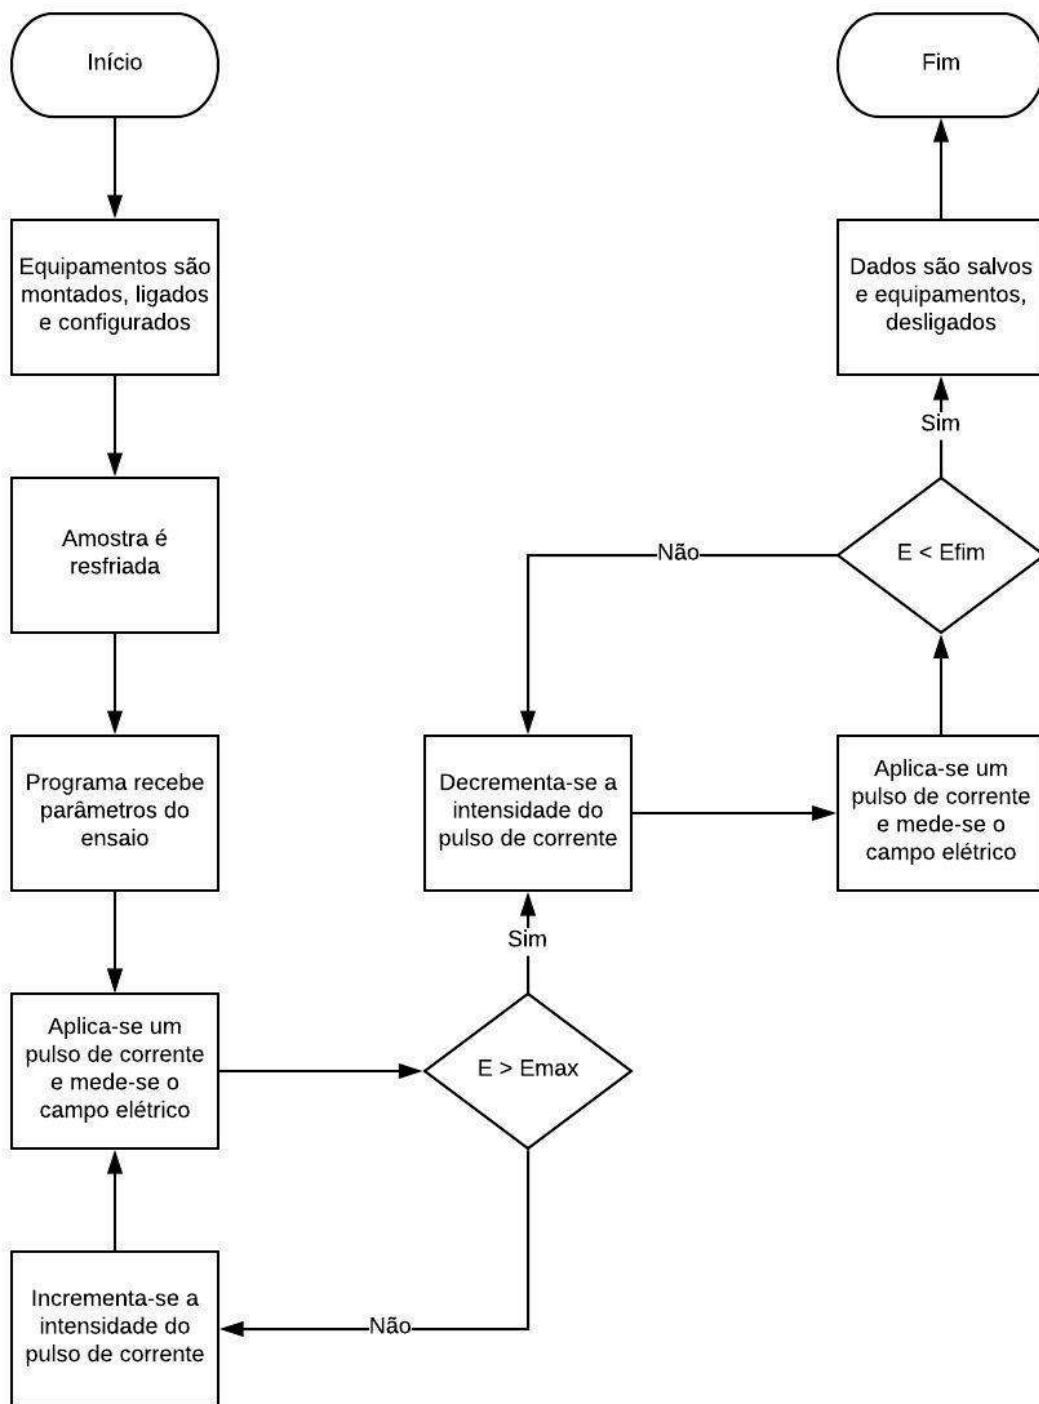 Início
Equipamentos são
montados, ligados
e configurados
Amostra é
resfriada
Programa recebe
parâmetros do
ensaio
Aplica-se um
pulso de corrente
e mede-se o
campo elétrico
E > Emax
Não
Incrementa-se a
intensidade do
pulso de corrente
Sim
Decrementa-se a
intensidade do
pulso de corrente
Aplica-se um
pulso de corrente
e mede-se o
campo elétrico
E < Efim
Não
Sim
Dados são salvos
e equipamentos,
desligados
Fim